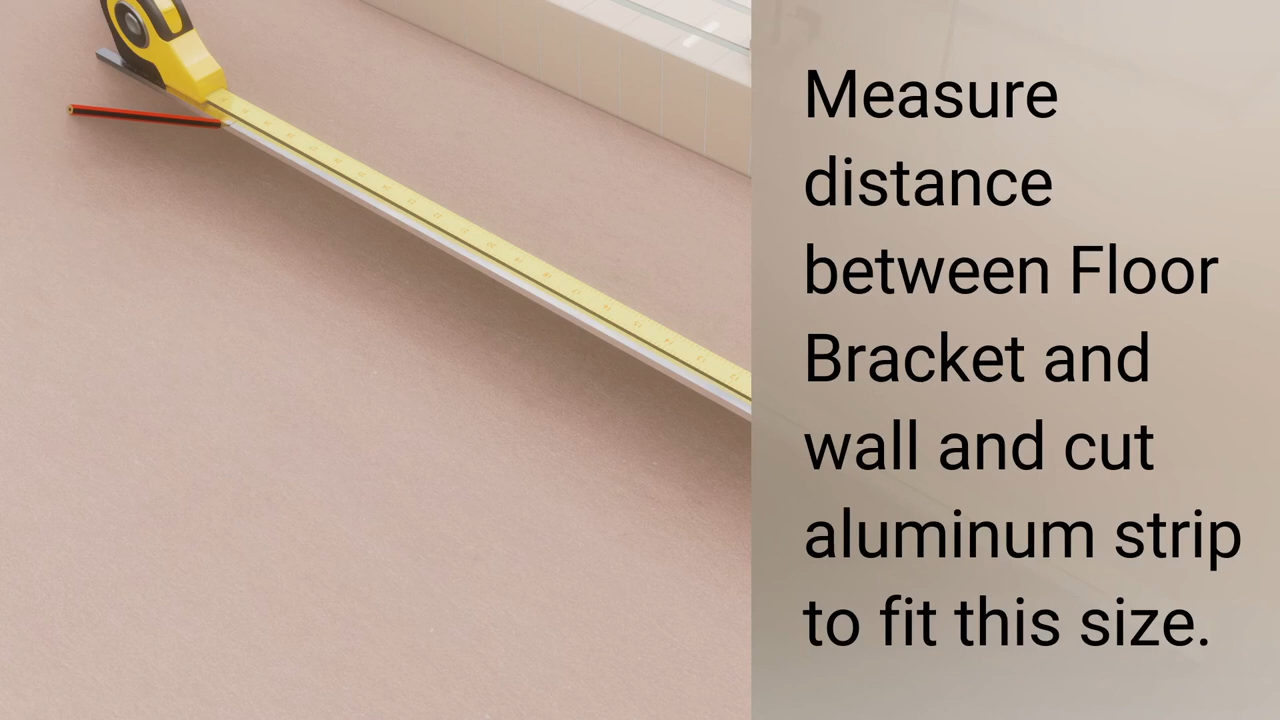 Measure
distance
between Floor
Bracket and
wall and cut
aluminum strip
to fit this size.